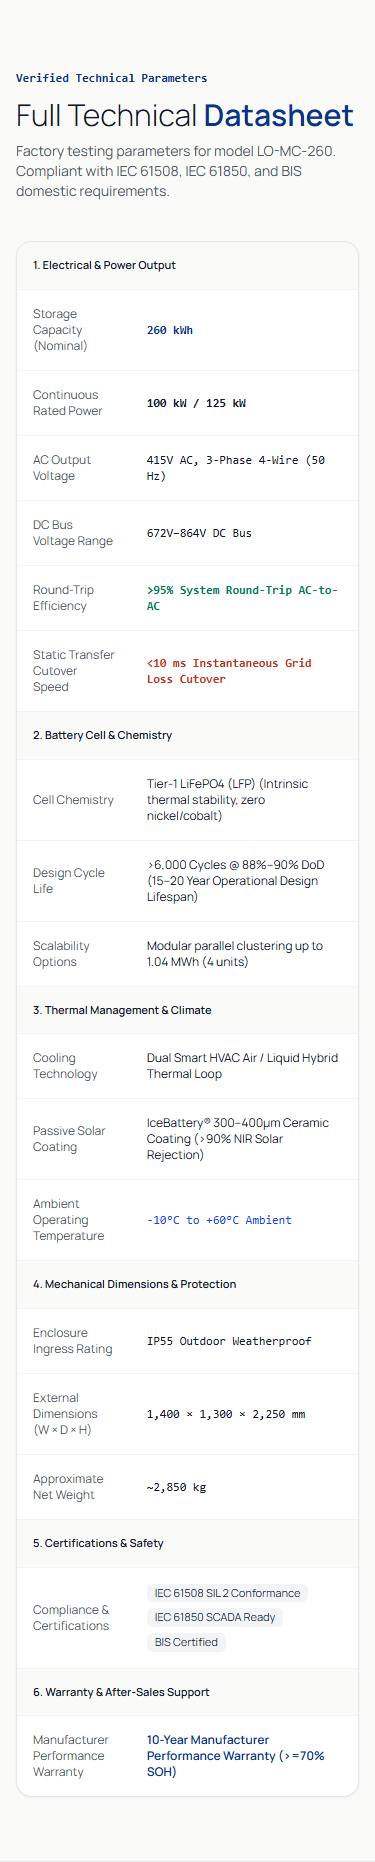 Verified Technical Parameters
Full Technical Datasheet
Factory testing parameters for model LO-MC-260.
Compliant with IEC 61508, IEC 61850, and BIS
domestic requirements.
1. Electrical & Power Output
Storage
Capacity
(Nominal)
260 kWh
Continuous
Rated Power
100 kW / 125 kW
AC Output
Voltage
415V AC, 3-Phase 4-Wire (50
Hz)
DC Bus
Voltage Range
672V–864V DC Bus
Round-Trip
Efficiency
>95% System Round-Trip AC-to-
AC
Static Transfer
Cutover
Speed
<10 ms Instantaneous Grid
Loss Cutover
2. Battery Cell & Chemistry
Cell Chemistry
Tier-1 LiFePO4 (LFP) (Intrinsic
thermal stability, zero
nickel/cobalt)
Design Cycle
Life
>6,000 Cycles @ 88%–90% DoD
(15–20 Year Operational Design
Lifespan)
Scalability
Options
Modular parallel clustering up to
1.04 MWh (4 units)
3. Thermal Management & Climate
Cooling
Technology
Dual Smart HVAC Air / Liquid Hybrid
Thermal Loop
Passive Solar
Coating
IceBattery® 300–400μm Ceramic
Coating (>90% NIR Solar
Rejection)
Ambient
Operating
Temperature
-10°C to +60°C Ambient
4. Mechanical Dimensions & Protection
Enclosure
Ingress Rating
IP55 Outdoor Weatherproof
External
Dimensions
(W × D × H)
1,400 × 1,300 × 2,250 mm
Approximate
Net Weight
~2,850 kg
5. Certifications & Safety
Compliance &
Certifications
IEC 61508 SIL 2 Conformance
IEC 61850 SCADA Ready
BIS Certified
6. Warranty & After-Sales Support
Manufacturer
Performance
Warranty
10-Year Manufacturer
Performance Warranty (>=70%
SOH)